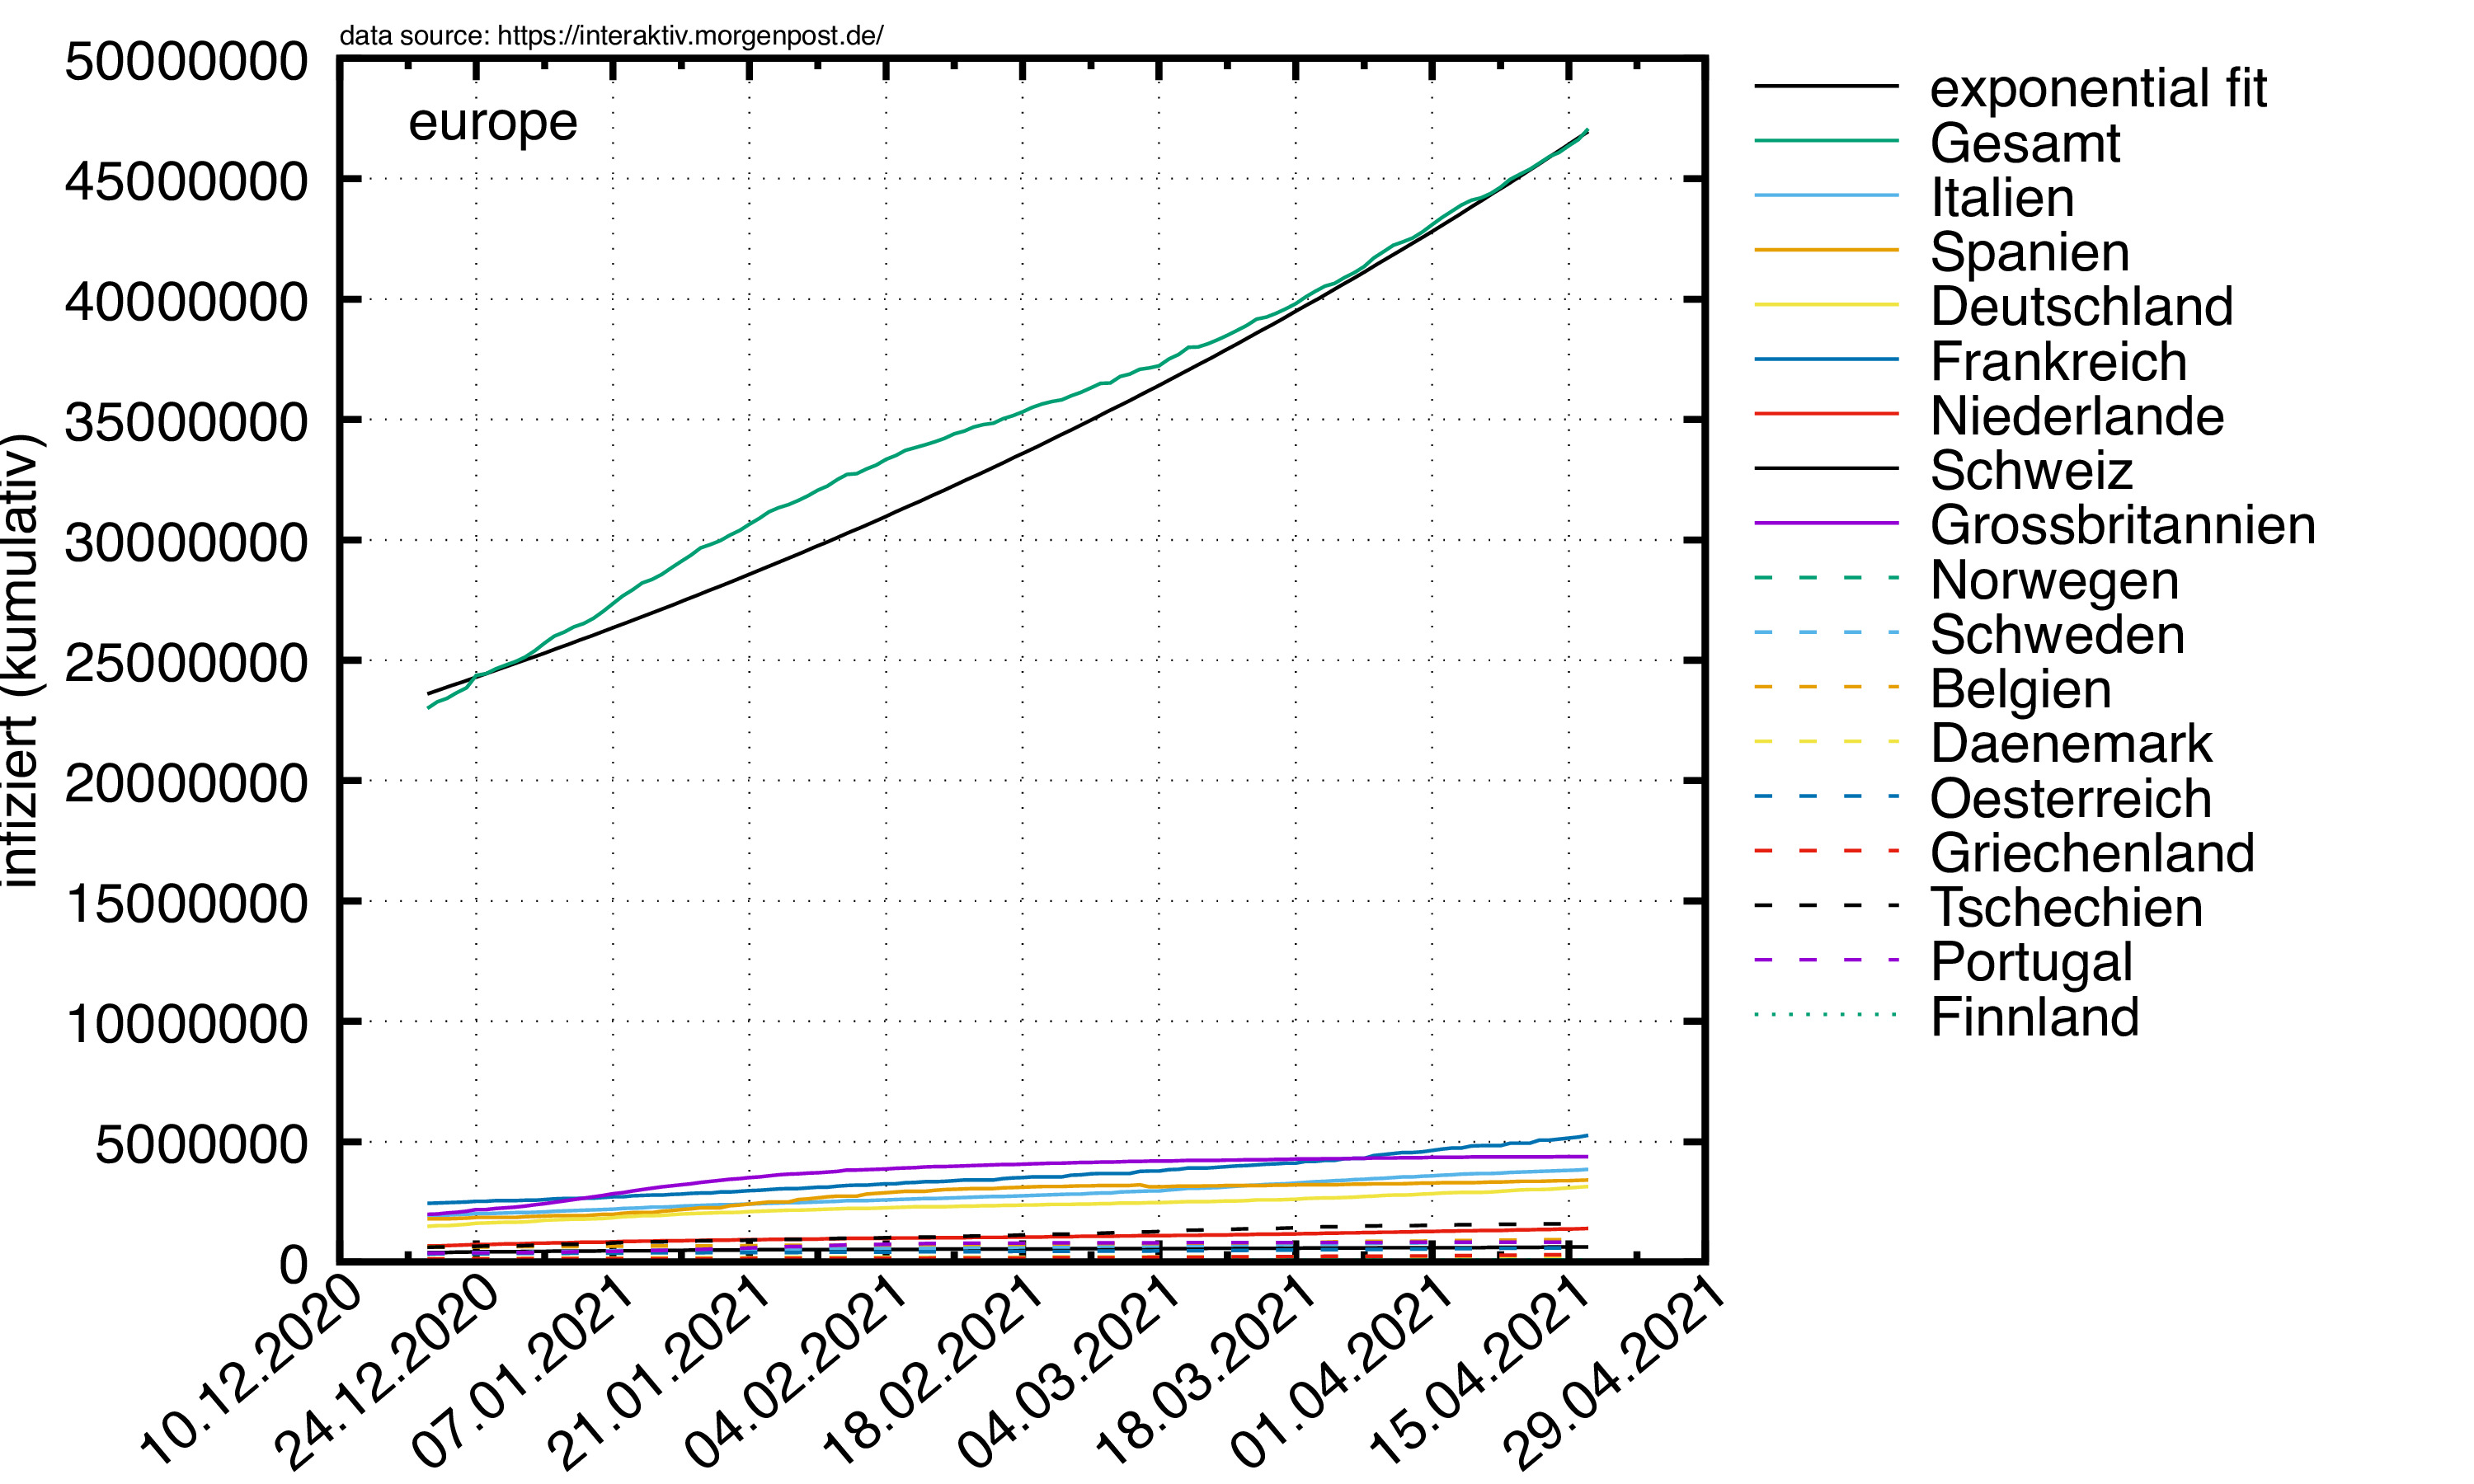 data source: https://interaktiv.morgenpost.de/
europe
infiziert (kumulativ)
50000000
45000000
40000000
35000000
30000000
25000000
20000000
15000000
10000000
5000000
0
10.12.2020
24.12.2020
07.01.2021
21.01.2021
04.02.2021
18.02.2021
04.03.2021
18.03.2021
01.04.2021
15.04.2021
29.04.2021
exponential fit
Gesamt
Italien
Spanien
Deutschland
Frankreich
Niederlande
Schweiz
Grossbritannien
Norwegen
Schweden
Belgien
Daenemark
Oesterreich
Griechenland
Tschechien
Portugal
Finnland